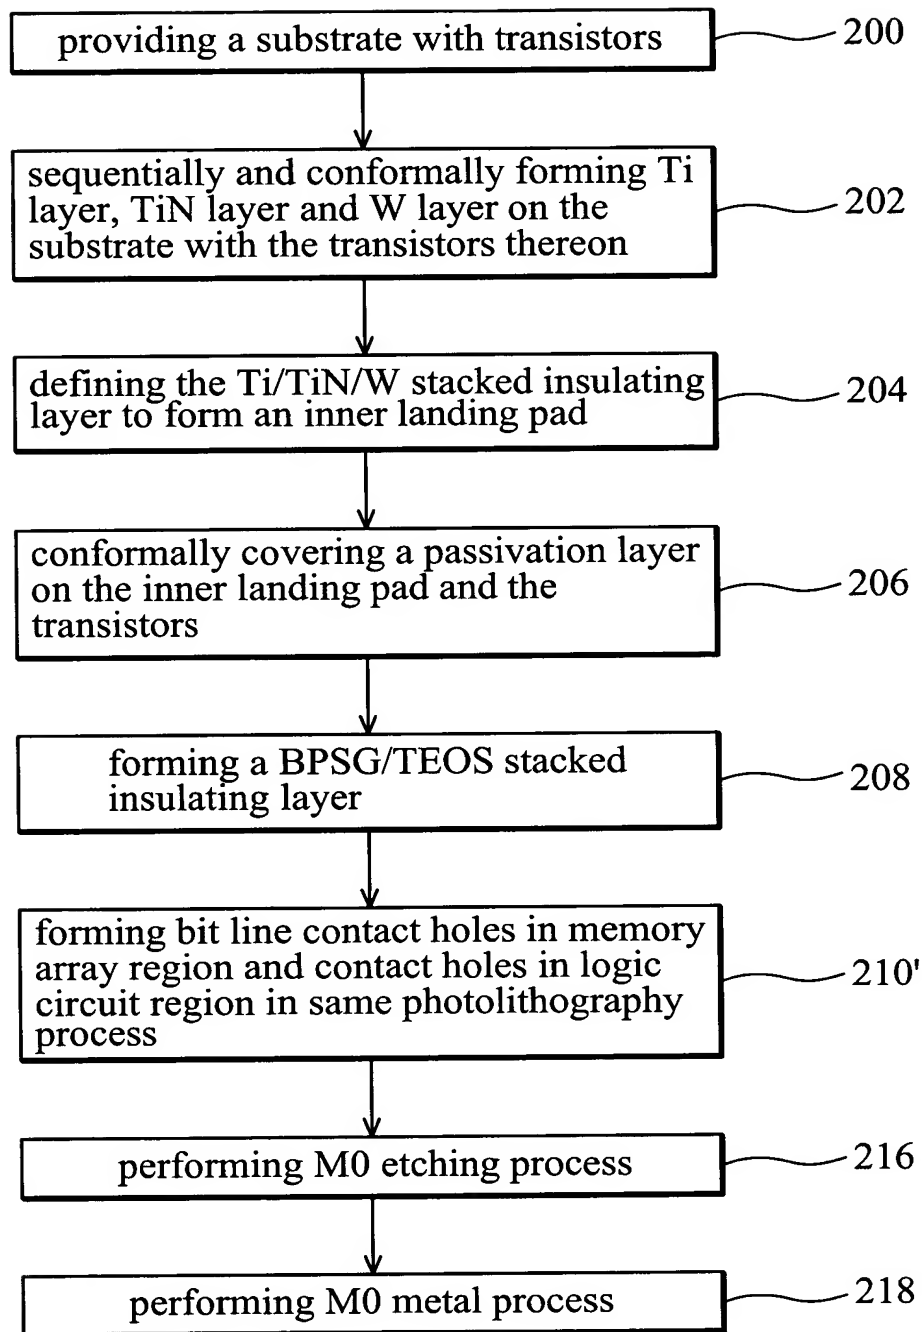 providing a substrate with transistors
200
sequentially and conformally forming Ti
layer, TiN layer and W layer on the
substrate with the transistors thereon
202
defining the Ti/TiN/W stacked insulating
layer to form an inner landing pad
204
conformally covering a passivation layer
on the inner landing pad and the
transistors
206
forming a BPSG/TEOS stacked
insulating layer
208
forming bit line contact holes in memory
array region and contact holes in logic
circuit region in same photolithography
process
210'
performing M0 etching process
216
performing M0 metal process
218